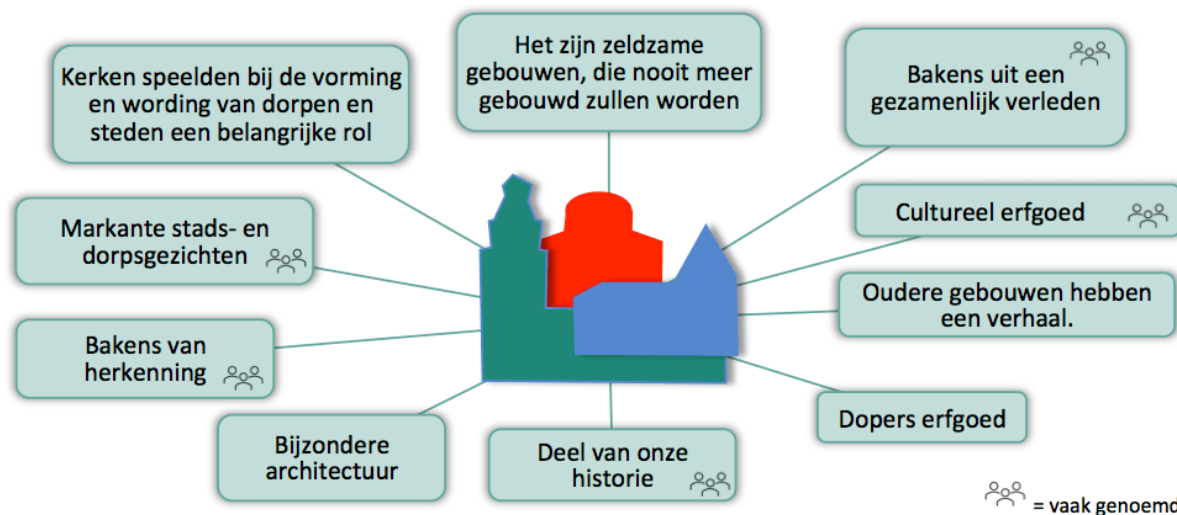 Kerken speelden bij de vorming
en wording van dorpen en
steden een belangrijke rol
Het zijn zeldzame
gebouwen, die nooit meer
gebouwd zullen worden
Bakens uit een
gezamenlijk verleden
Markante stads- en
dorpsgezichten
Cultureel erfgoed
Oudere gebouwen hebben
een verhaal.
Bakens van
herkenning
Dopers erfgoed
Bijzondere
architectuur
Deel van onze
historie
= vaak genoemd